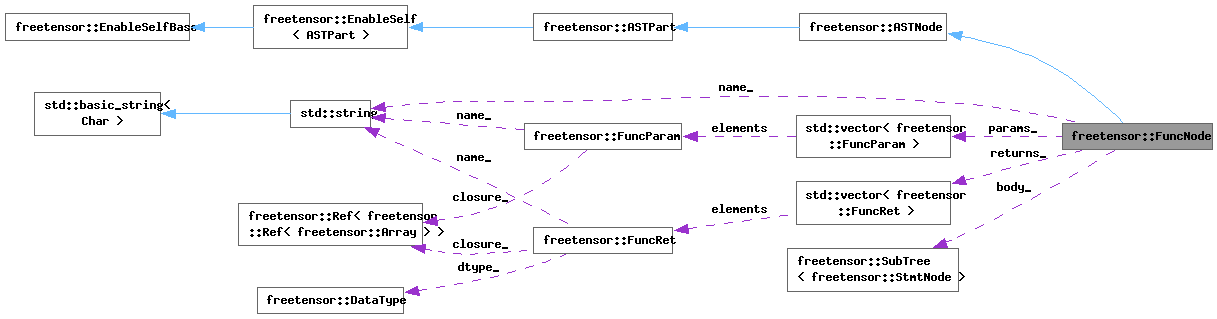 freetensor::EnableSelfBase
freetensor::EnableSelf
< ASTPart >
freetensor::ASTPart
freetensor::ASTNode
std::basic_string<
Char >
std::string
name_
name_
name_
freetensor::FuncParam
elements
std::vector< freetensor
::FuncParam >
params_
freetensor::FuncNode
returns_
body_
closure_
std::vector< freetensor
::FuncRet >
elements
freetensor::Ref< freetensor
::Ref< freetensor::Array > >
closure_
dtype_
freetensor::FuncRet
freetensor::SubTree
< freetensor::StmtNode >
freetensor::DataType